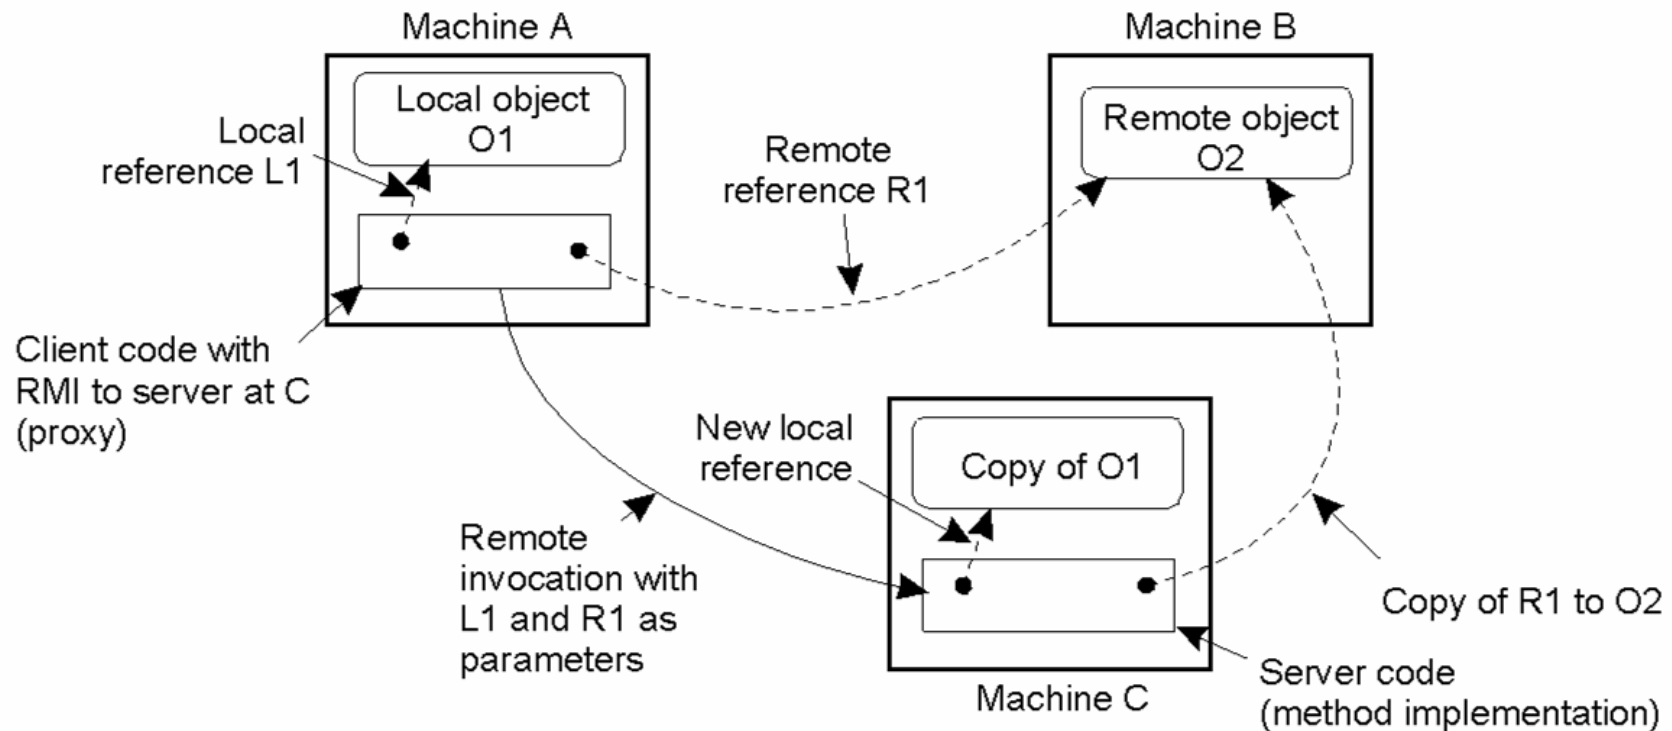 Machine A
Machine B
Local object
O1
Remote object
O2
Local
reference L1
Remote
reference R1
Client code with
RMI to server at C
(proxy)
New local
reference
Copy of O1
Remote
invocation with
L1 and R1 as
parameters
Copy of R1 to O2
Server code
(method implementation)
Machine C